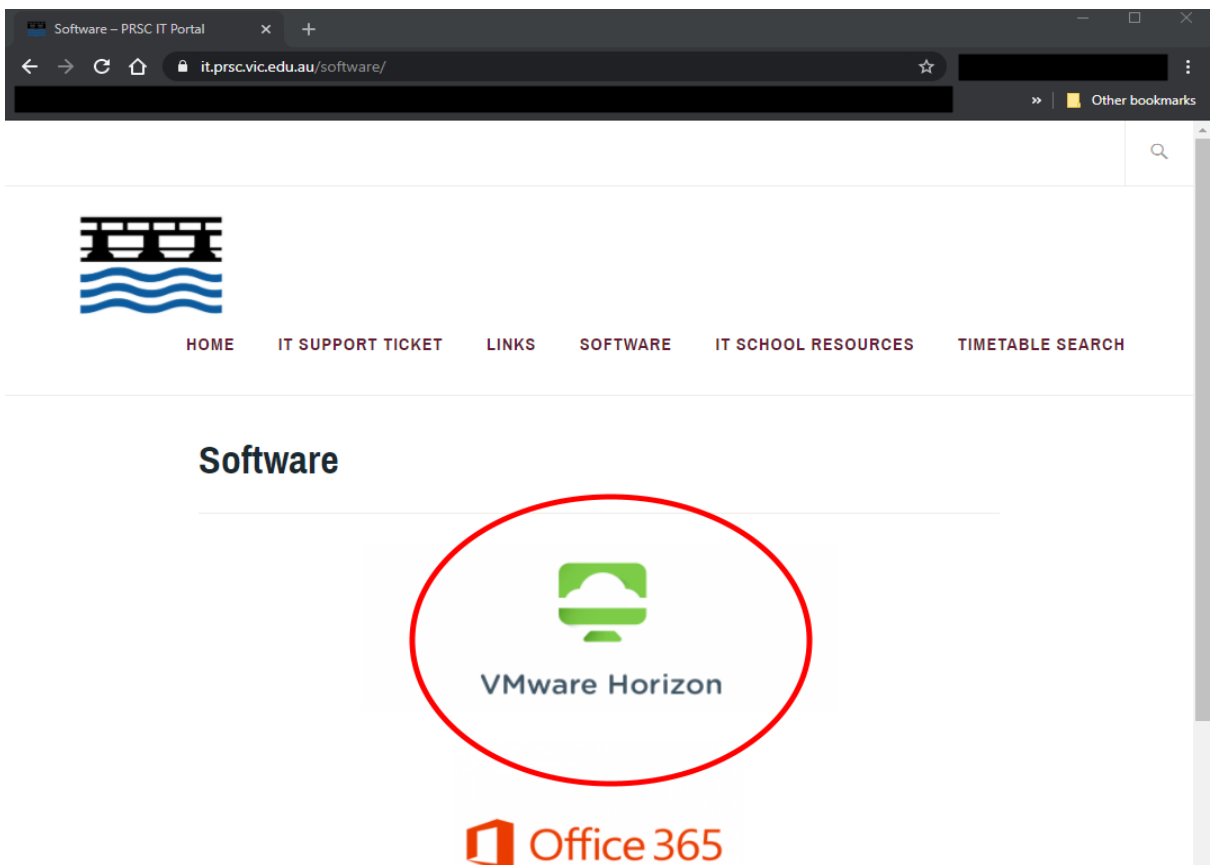 Software – PRSC IT Portal
it.prsc.vic.edu.au/software/
» Other bookmarks
HOME IT SUPPORT TICKET LINKS SOFTWARE IT SCHOOL RESOURCES TIMETABLE SEARCH
Software
VMware Horizon
Office 365